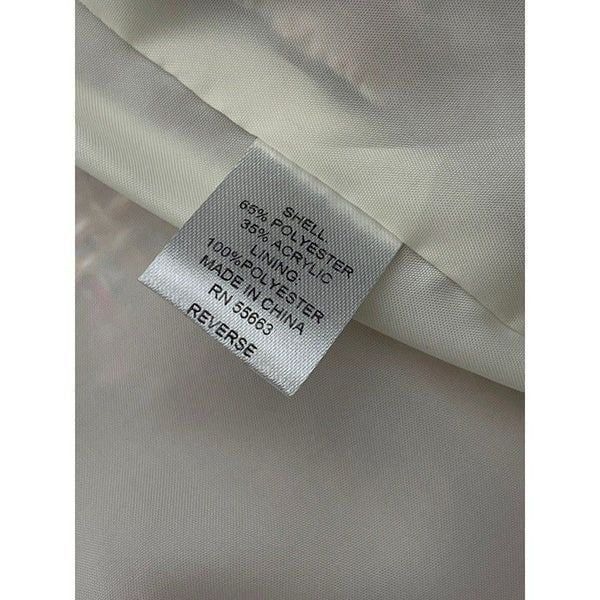 SHELL:
65% POLYESTER
35% ACRYLIC
LINING:
100%POLYESTER
MADE IN CHINA
RN 55663
REVERSE